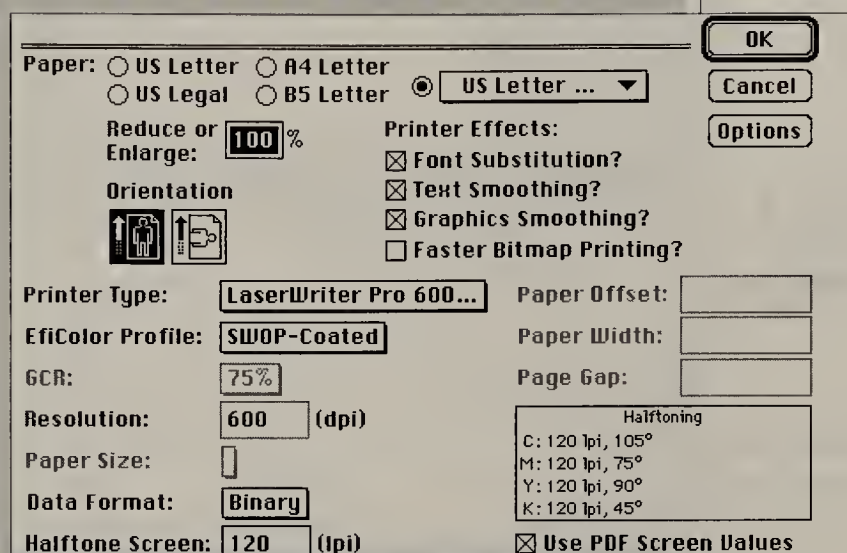 OK
Paper: US Letter A4 Letter
US Legal B5 Letter US Letter ...
Cancel
Reduce or Enlarge: 100 %
Printer Effects:
Options
Font Substitution?
Orientation
Text Smoothing?
Graphics Smoothing?
Faster Bitmap Printing?
Printer Type: LaserWriter Pro 600...
Paper Offset:
EfiColor Profile: SWOP-Coated
Paper Width:
GCR: 75%
Page Gap:
Resolution: 600 (dpi)
Halftoning
C: 120 lpi, 105°
Paper Size:
M: 120 lpi, 75°
Y: 120 lpi, 90°
Data Format: Binary
K: 120 lpi, 45°
Halftone Screen: 120 (lpi)
Use PDF Screen Values